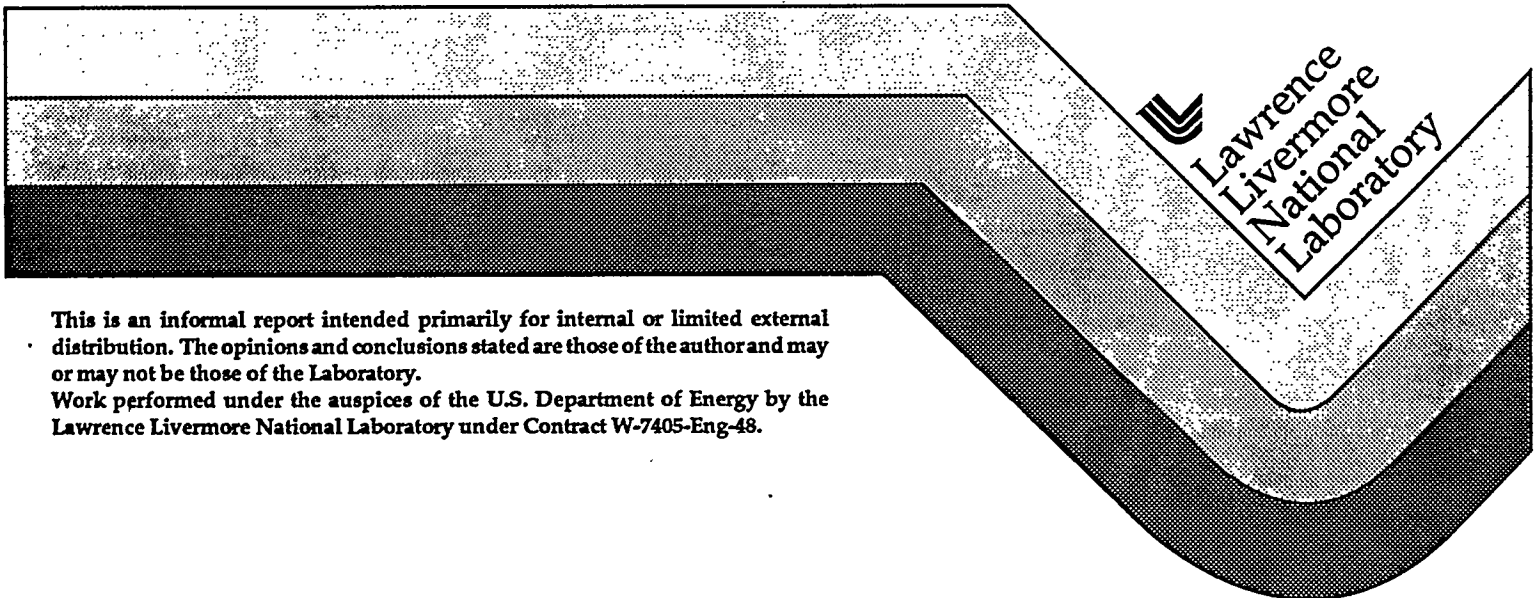 Lawrence
Livermore
National
Laboratory
This is an informal report intended primarily for internal or limited external
distribution. The opinions and conclusions stated are those of the author and may
or may not be those of the Laboratory.
Work performed under the auspices of the U.S. Department of Energy by the
Lawrence Livermore National Laboratory under Contract W-7405-Eng-48.